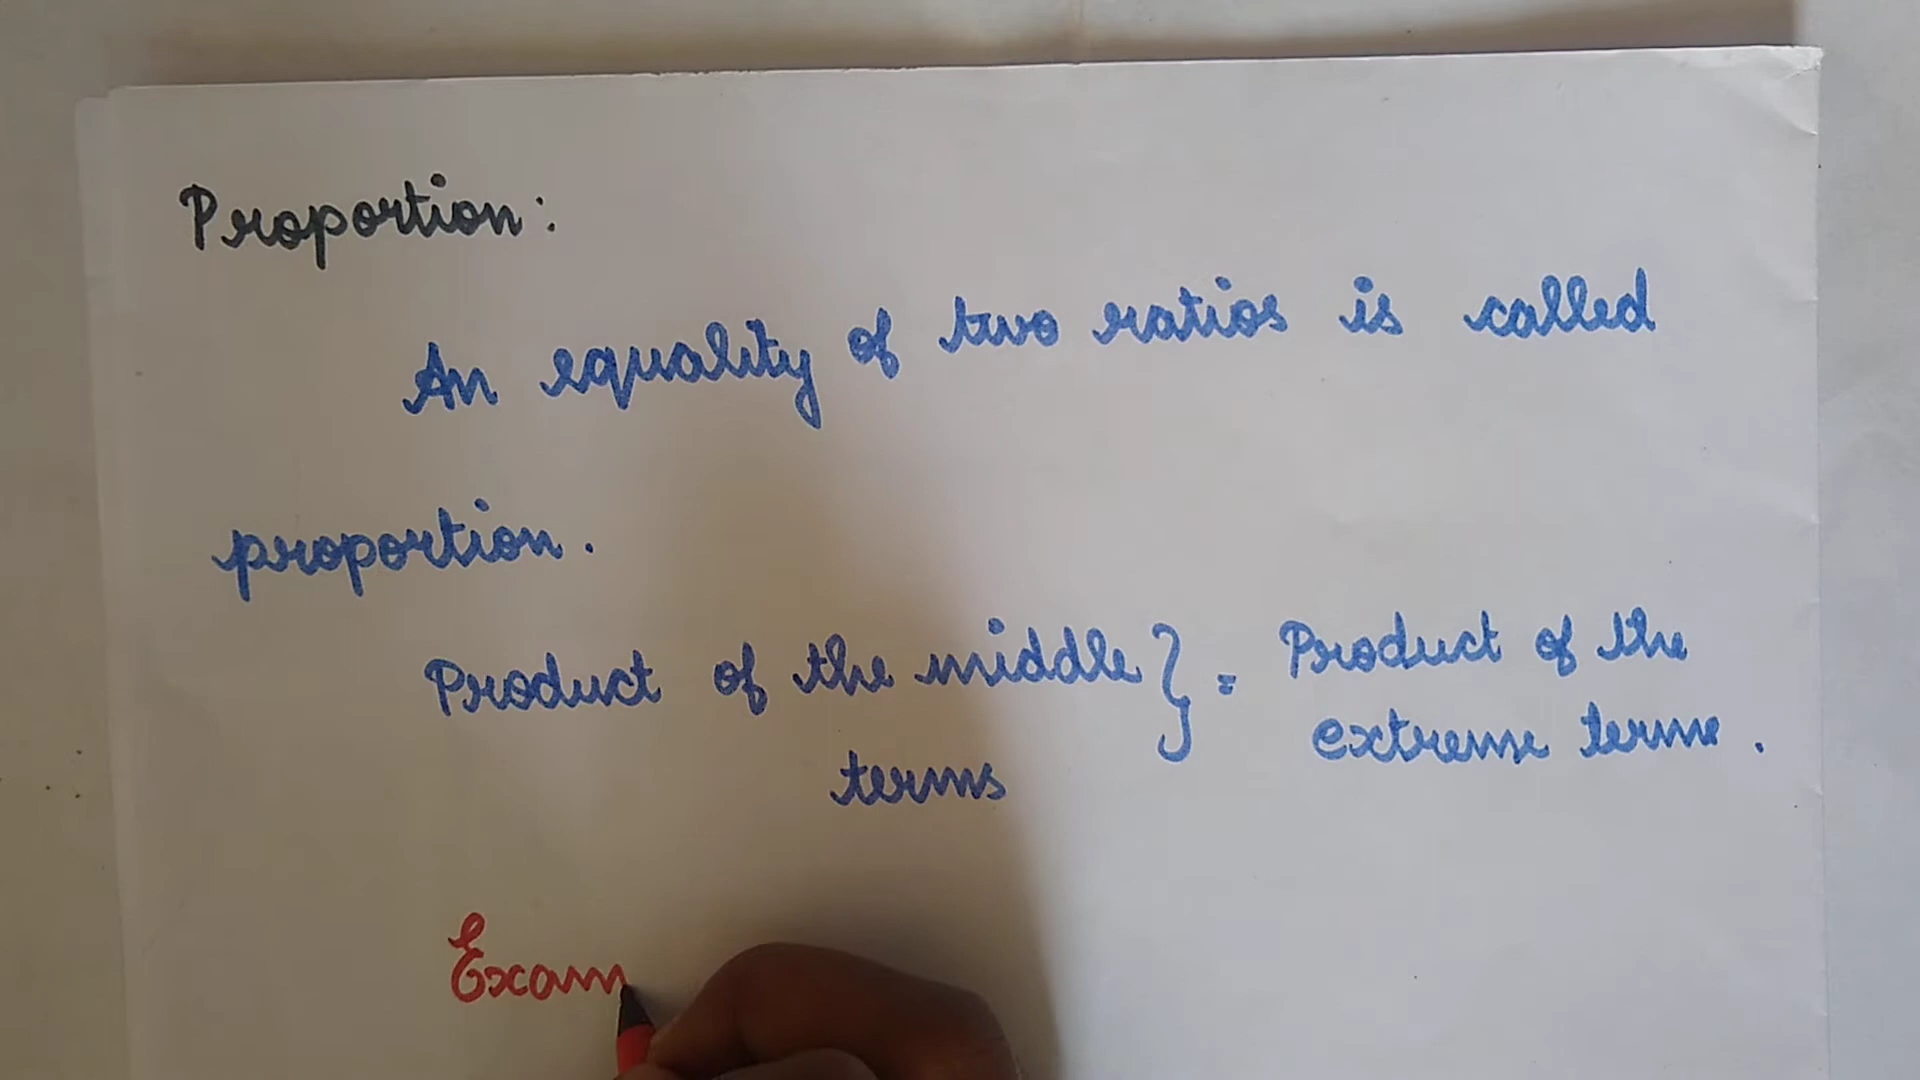 Proportion:
An equality of two ratios is called
proportion.
Product of the middle } = Product of the
terms extreme terms.
Exam